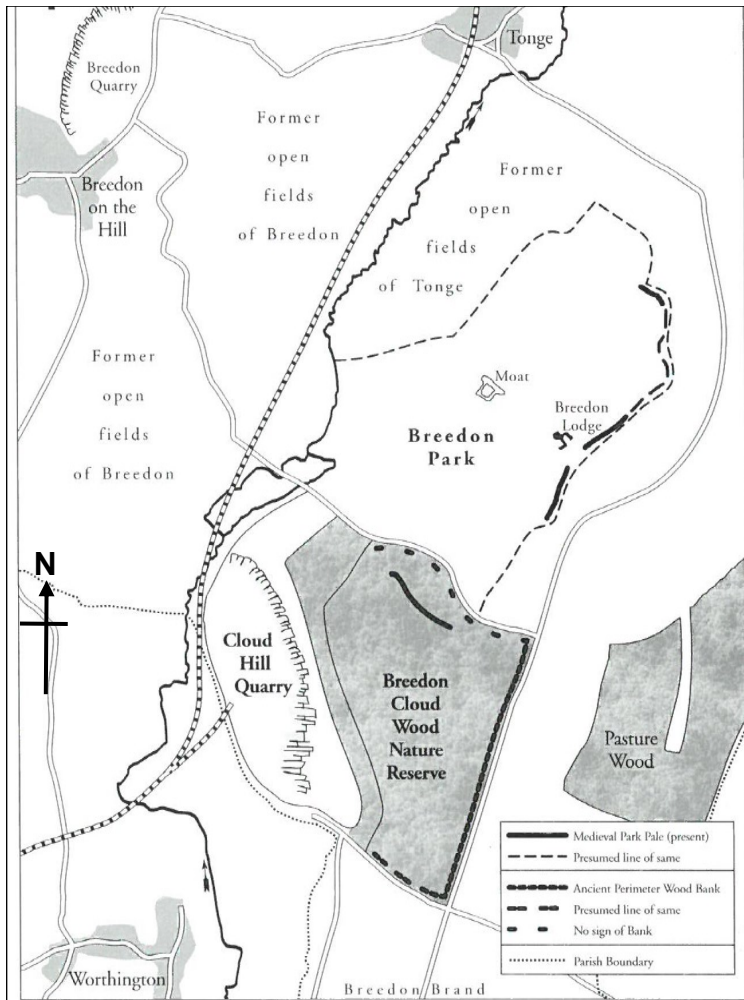 Tonge
Breedon
Quarry
Former
open
fields
of Breedon
Former
open
fields
of Tonge
Breedon
on the
Hill
Former
open
fields
of Breedon
Moat
Breedon
Lodge
Breedon
Park
N
Cloud
Hill
Quarry
Breedon
Cloud
Wood
Nature
Reserve
Pasture
Wood
Medieval Park Pale (present)
Presumed line of same
Ancient Perimeter Wood Bank
Presumed line of same
No sign of Bank
Parish Boundary
Worthington
Breedon Brand